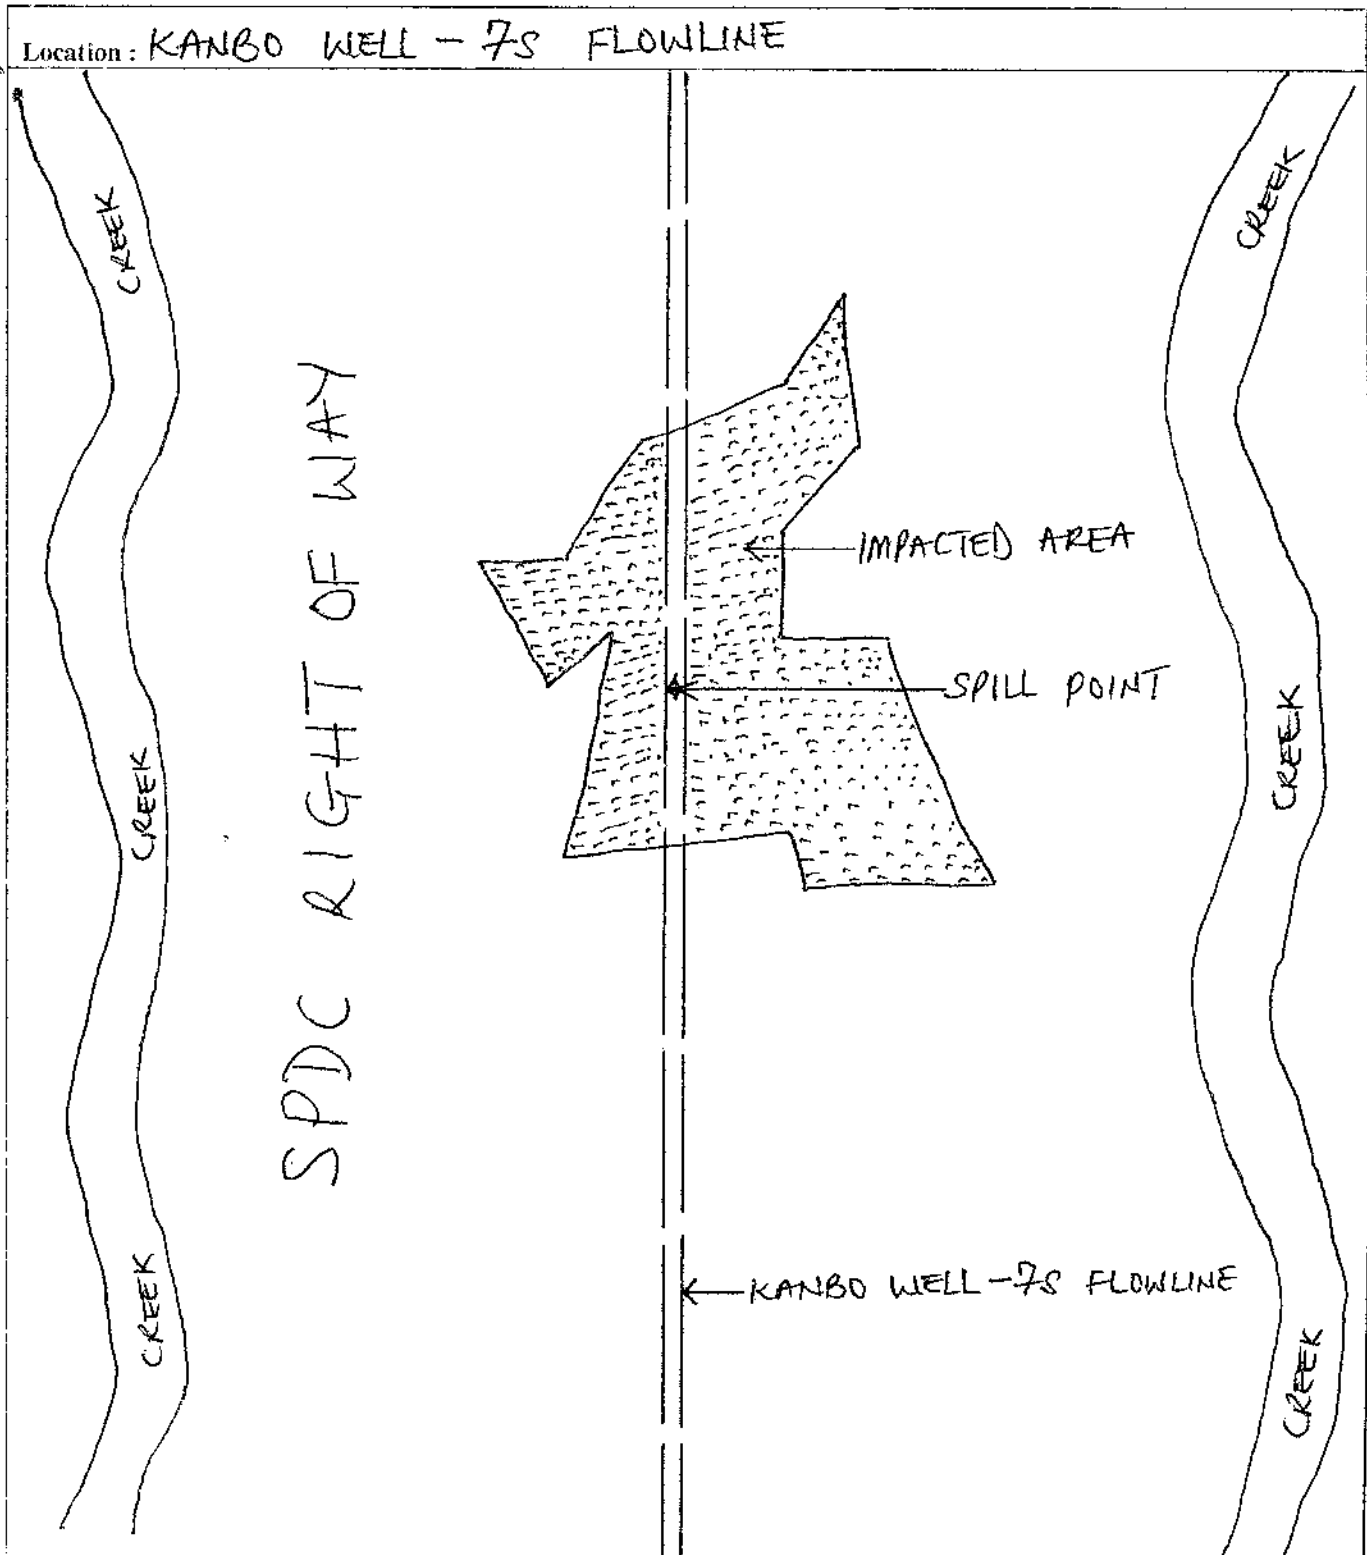 Location : KANBO WELL - 7S FLOWLINE
CREEK
CREEK
SPDC RIGHT OF WAY
IMPACTED AREA
SPILL POINT
CREEK
CREEK
CREEK
KANBO WELL - 7S FLOWLINE
CREEK